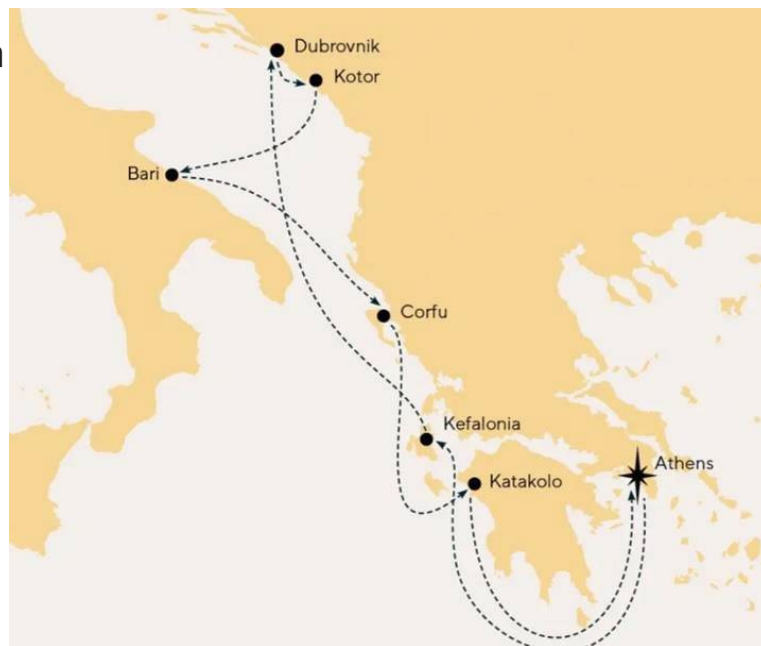 Dubrovnik
Kotor
Bari
Corfu
Kefalonia
Athens
Katakolo